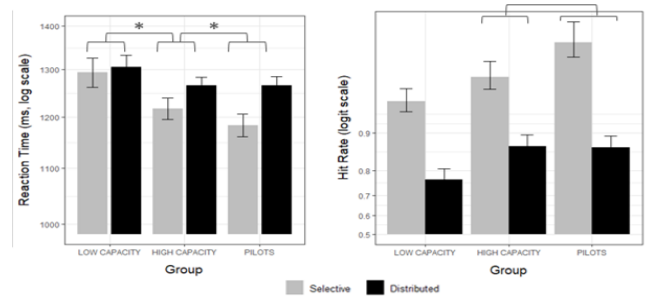 * *
Reaction Time (ms, log scale)
1400
1300
1200
1100
1000
LOW CAPACITY HIGH CAPACITY PILOTS
Group
Hit Rate (logit scale)
0.9
0.8
0.7
0.6
0.5
LOW CAPACITY HIGH CAPACITY PILOTS
Group
Selective Distributed